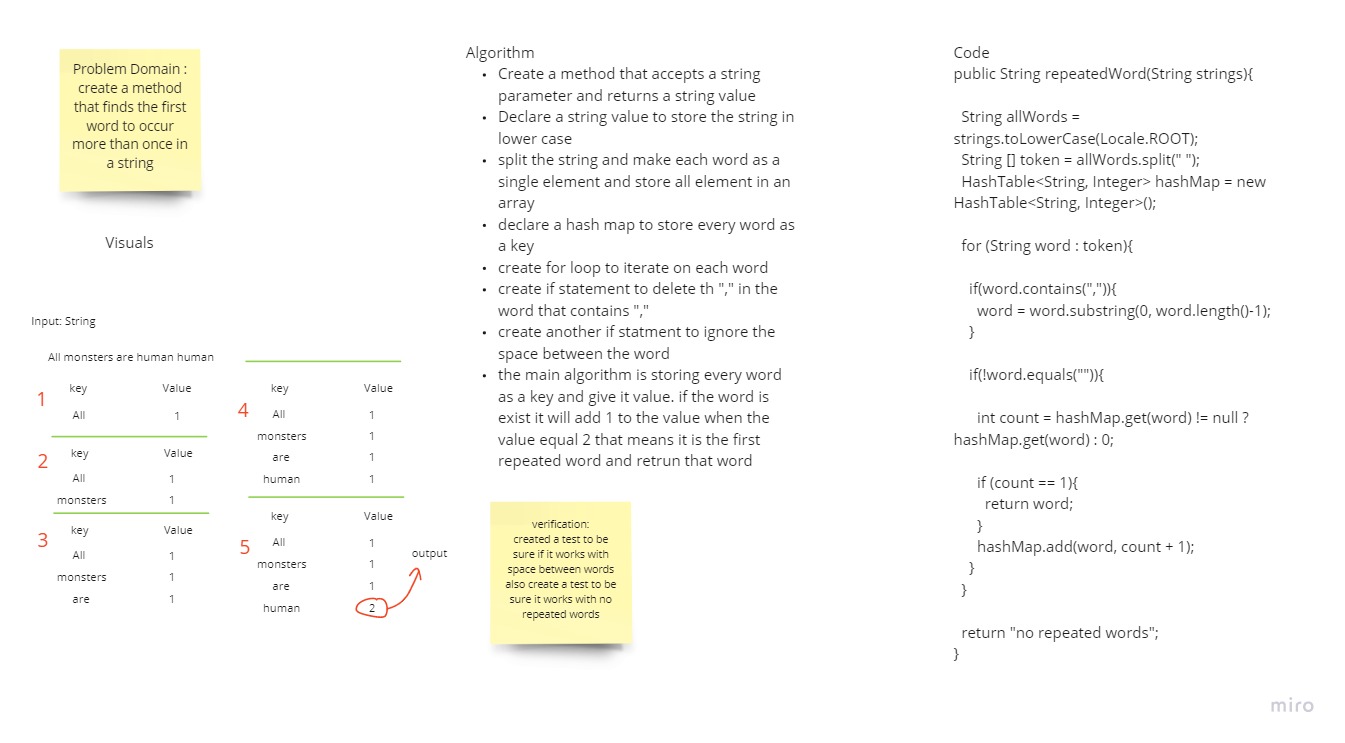 Problem Domain :
create a method
that finds the first
word to occur
more than once in
a string
Visuals
Input: String
All monsters are human human
1
key Value
All 1
2
key Value
All 1
monsters 1
3
key Value
All 1
monsters 1
are 1
4
key Value
All 1
monsters 1
are 1
human 1
5
key Value
All 1
monsters 1
are 1
human 2
output
Algorithm
• Create a method that accepts a string
parameter and returns a string value
• Declare a string value to store the string in
lower case
• split the string and make each word as a
single element and store all element in an
array
• declare a hash map to store every word as
a key
• create for loop to iterate on each word
• create if statement to delete th "," in the
word that contains ","
• create another if statment to ignore the
space between the word
• the main algorithm is storing every word
as a key and give it value. if the word is
exist it will add 1 to the value when the
value equal 2 that means it is the first
repeated word and retrun that word
verification:
created a test to be
sure if it works with
space between words
also create a test to be
sure it works with no
repeated words
Code
public String repeatedWord(String strings){
String allWords =
strings.toLowerCase(Locale.ROOT);
String [] token = allWords.split(" ");
HashTable<String, Integer> hashMap = new
HashTable<String, Integer>();
for (String word : token){
if(word.contains(",")){
word = word.substring(0, word.length()-1);
}
if(!word.equals("")){
int count = hashMap.get(word) != null ?
hashMap.get(word) : 0;
if (count == 1){
return word;
}
hashMap.add(word, count + 1);
}
}
return "no repeated words";
}
miro